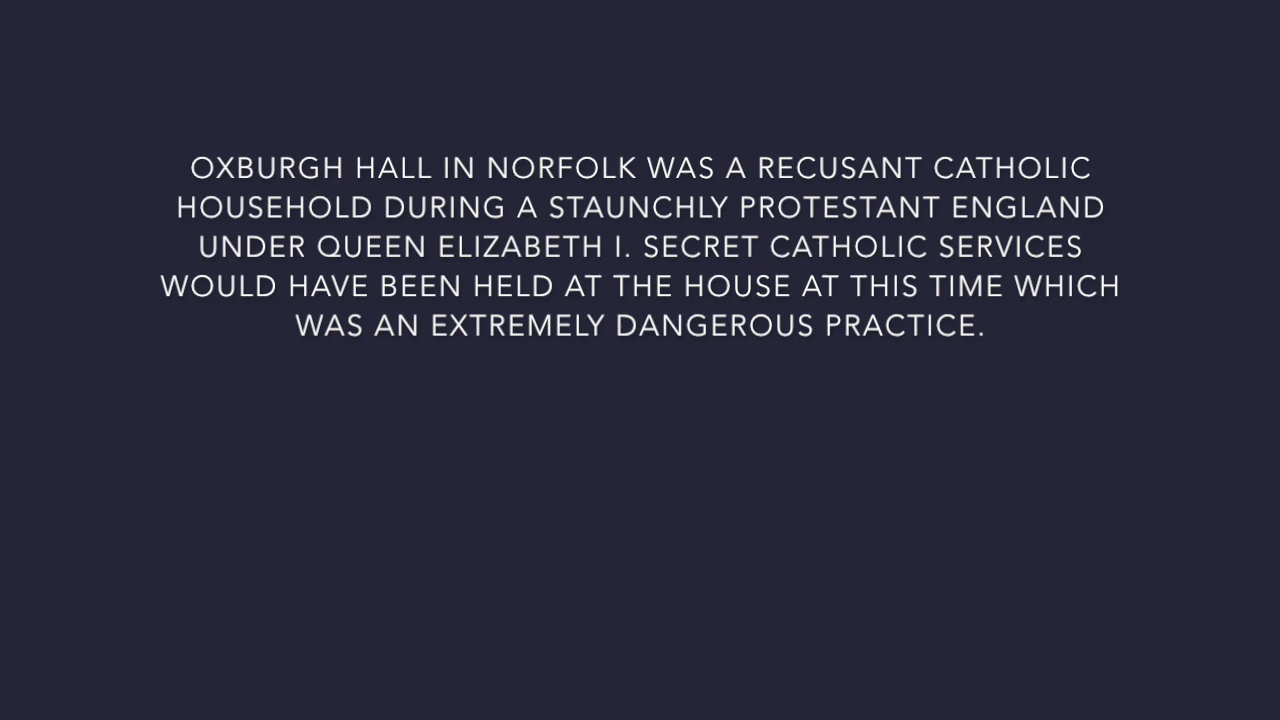 OXBURGH HALL IN NORFOLK WAS A RECUSANT CATHOLIC
HOUSEHOLD DURING A STAUNCHLY PROTESTANT ENGLAND
UNDER QUEEN ELIZABETH I. SECRET CATHOLIC SERVICES
WOULD HAVE BEEN HELD AT THE HOUSE AT THIS TIME WHICH
WAS AN EXTREMELY DANGEROUS PRACTICE.